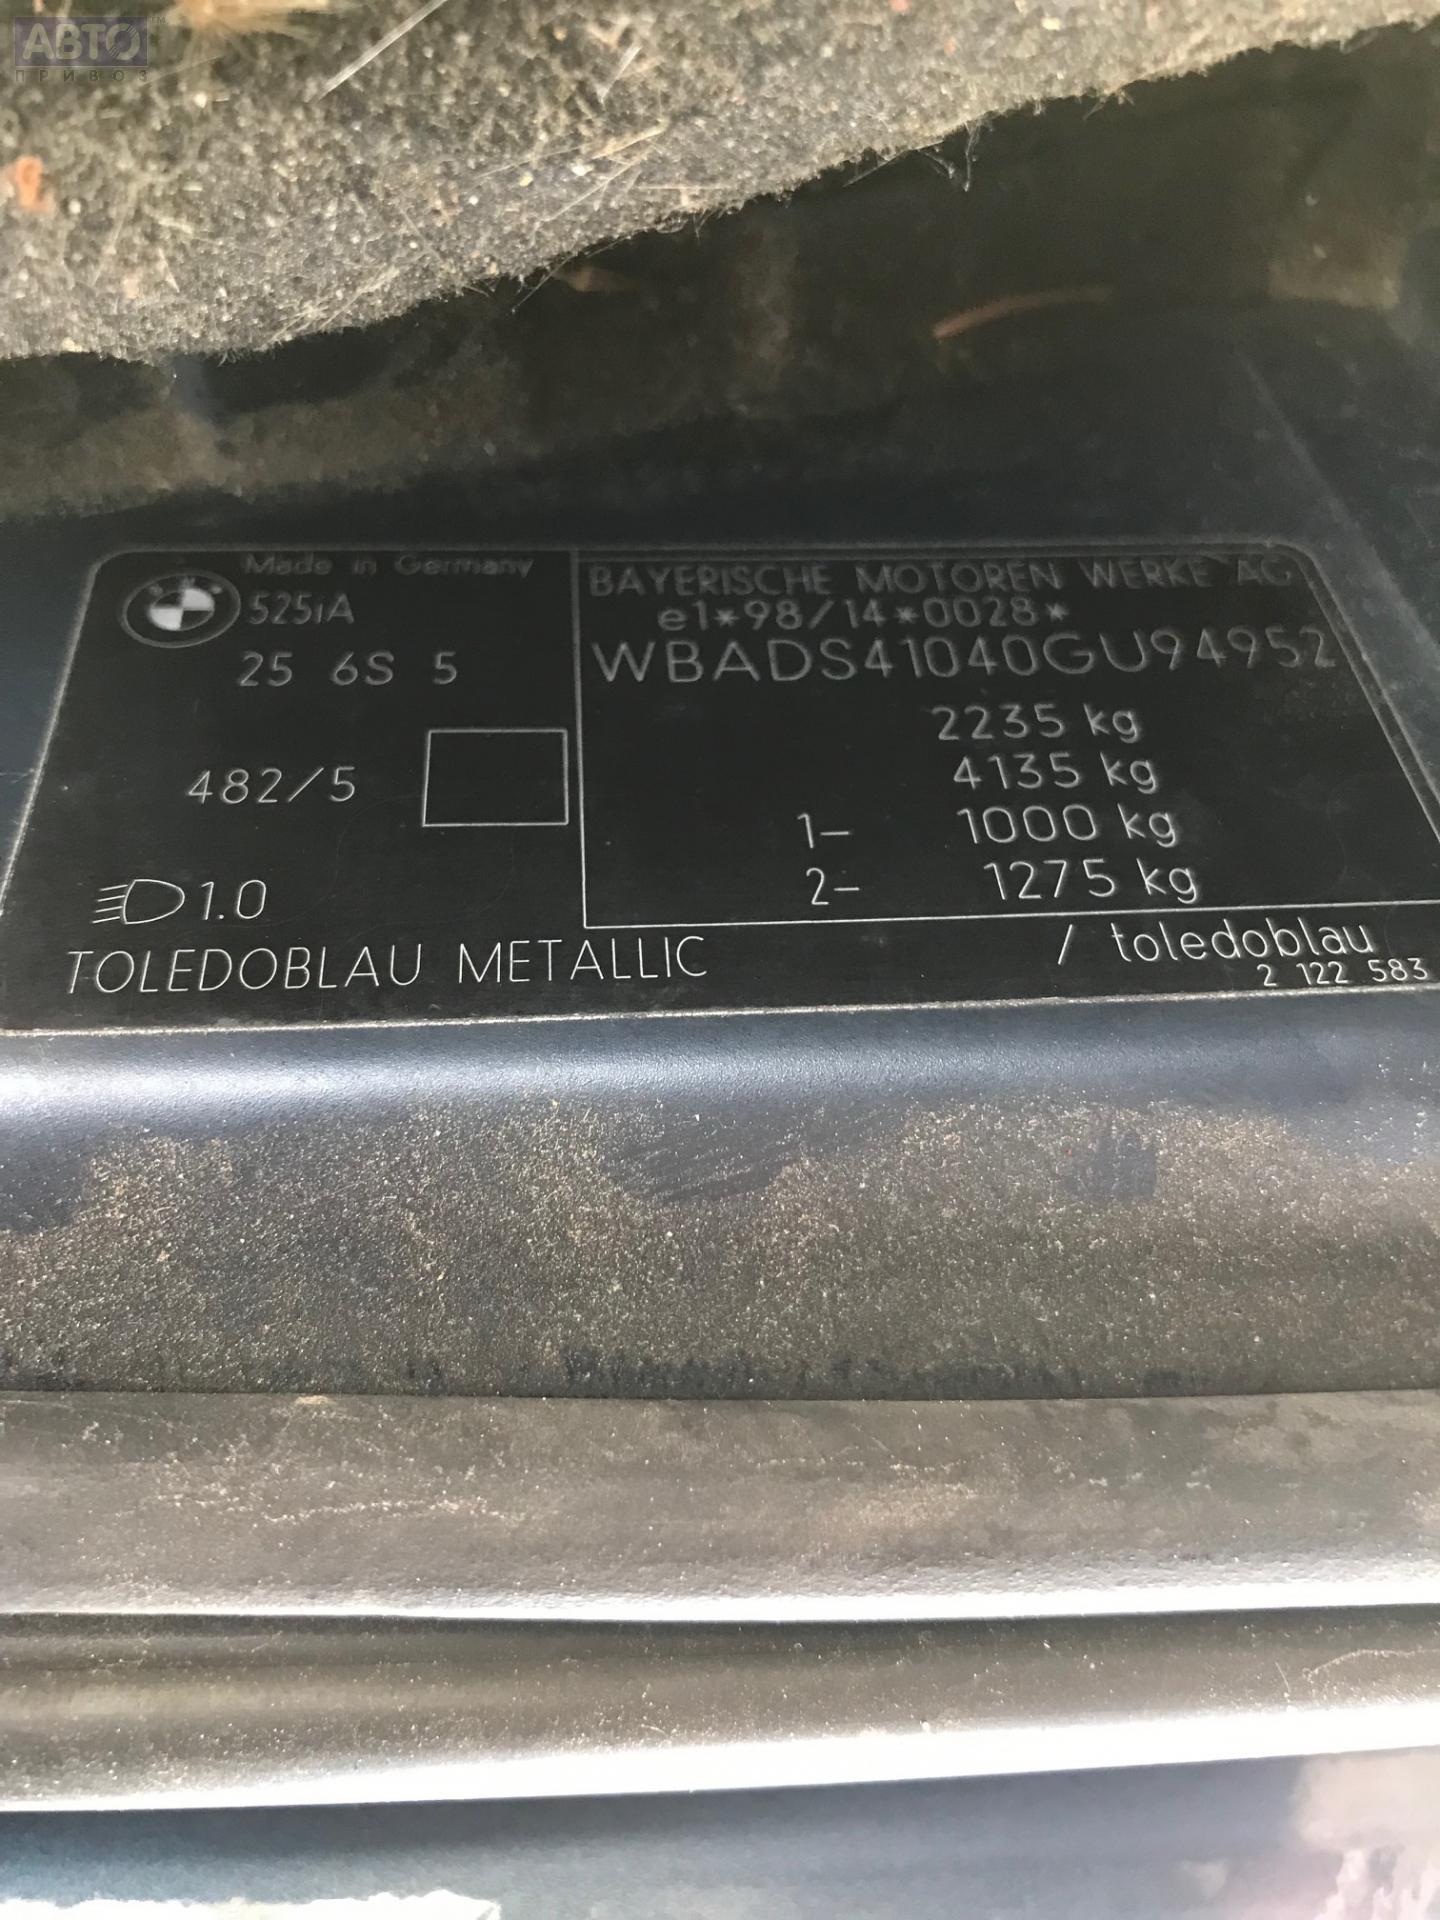 АВТО™
ПРИВОЗ
Made in Germany
525iA
25 6S 5
482/5
1.0
TOLEDOBLAU METALLIC
BAYERISCHE MOTOREN WERKE AG
e1*98/14*0028*
WBADS41040GU94952
2235 kg
4135 kg
1- 1000 kg
2- 1275 kg
/ toledoblau
2 122 583